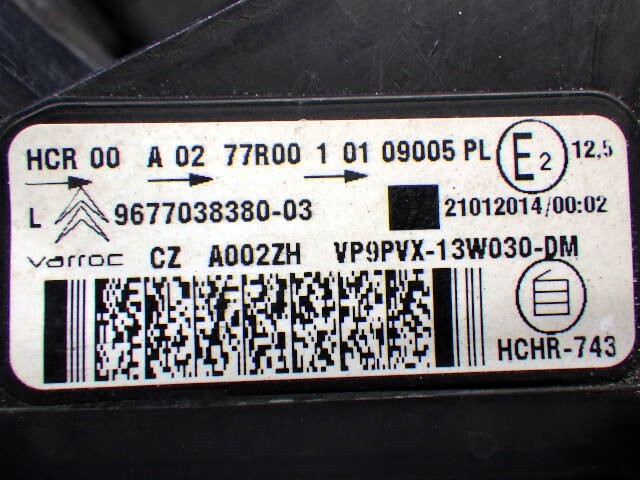 HCR 00 A 02 77R00 1 01 09005 PL E2 12,5
L 9677038380-03 21012014/00:02
varroc CZ A002ZH VP9PVX-13W030-DM
HCHR-743